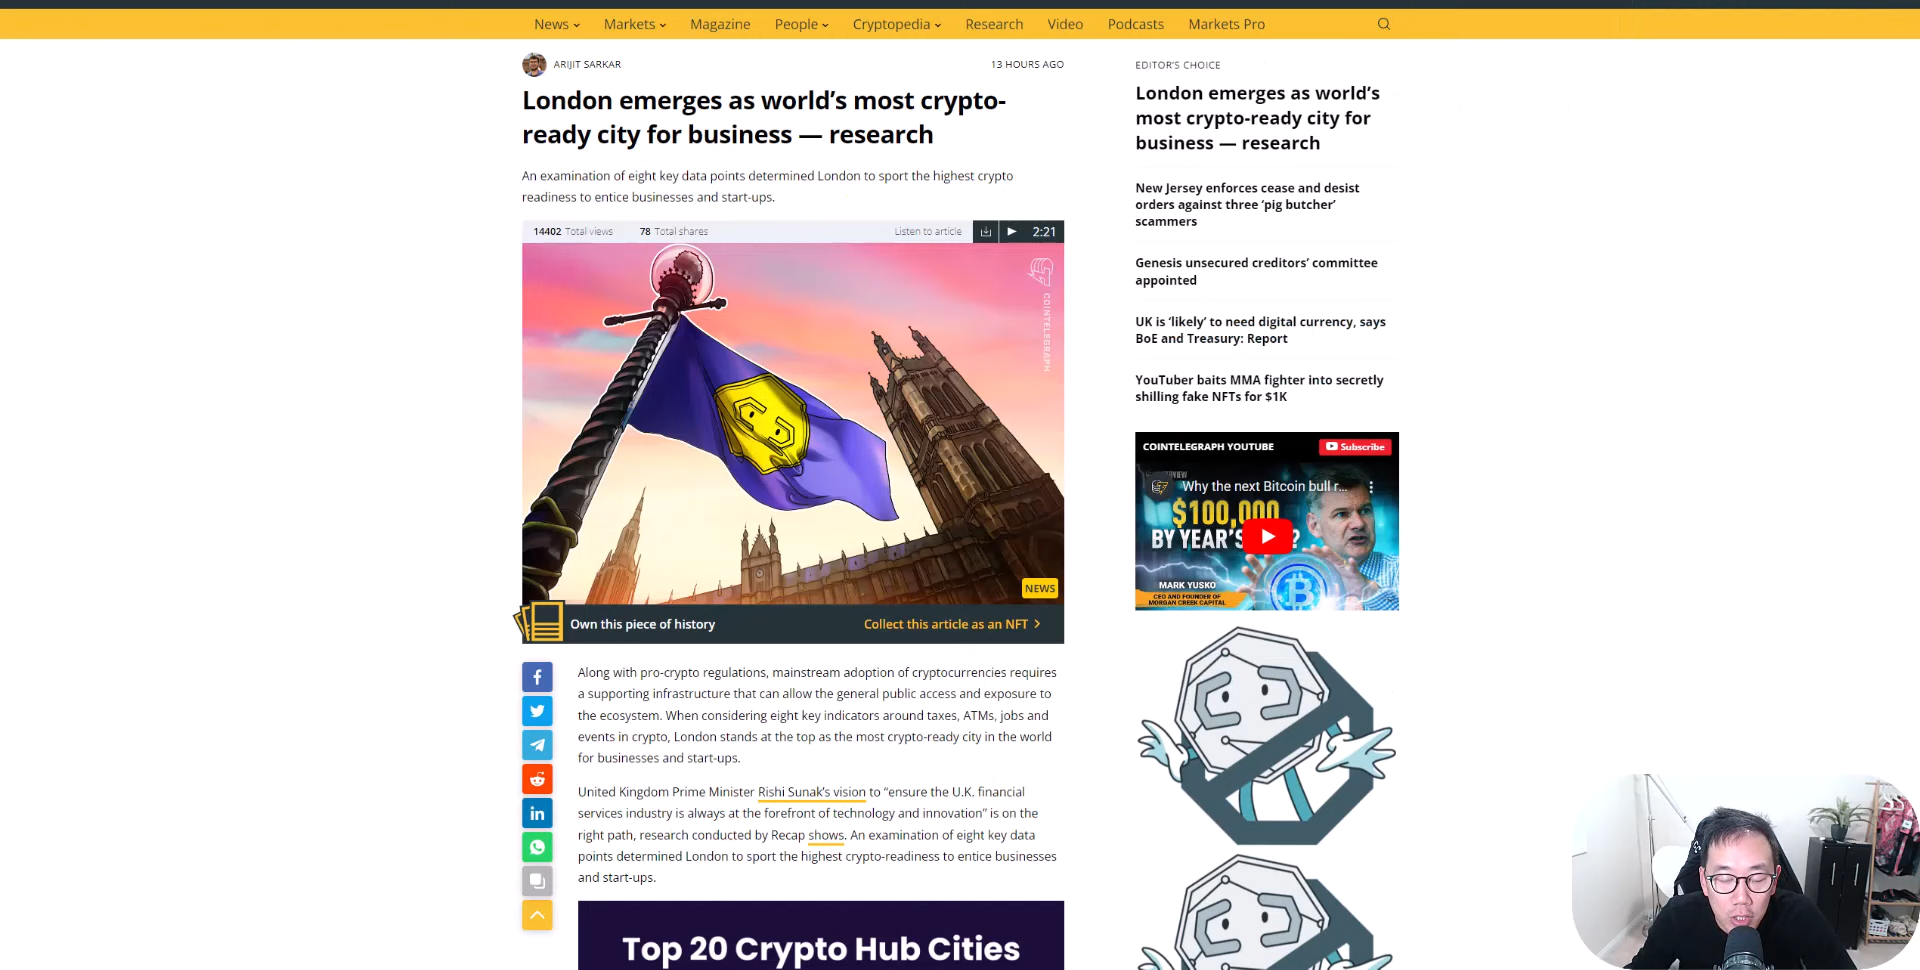 News Markets Magazine People Cryptopedia Research Video Podcasts Markets Pro
ARIJIT SARKAR
13 HOURS AGO
London emerges as world’s most crypto-
ready city for business — research
An examination of eight key data points determined London to sport the highest crypto
readiness to entice businesses and start-ups.
14402 Total views 78 Total shares Listen to article 2:21
COINTELEGRAPH
NEWS
Own this piece of history
Collect this article as an NFT
Along with pro-crypto regulations, mainstream adoption of cryptocurrencies requires
a supporting infrastructure that can allow the general public access and exposure to
the ecosystem. When considering eight key indicators around taxes, ATMs, jobs and
events in crypto, London stands at the top as the most crypto-ready city in the world
for businesses and start-ups.
United Kingdom Prime Minister Rishi Sunak’s vision to “ensure the U.K. financial
services industry is always at the forefront of technology and innovation” is on the
right path, research conducted by Recap shows. An examination of eight key data
points determined London to sport the highest crypto-readiness to entice businesses
and start-ups.
Top 20 Crypto Hub Cities
EDITOR’S CHOICE
London emerges as world’s
most crypto-ready city for
business — research
New Jersey enforces cease and desist
orders against three ‘pig butcher’
scammers
Genesis unsecured creditors’ committee
appointed
UK is ‘likely’ to need digital currency, says
BoE and Treasury: Report
YouTuber baits MMA fighter into secretly
shilling fake NFTs for $1K
COINTELEGRAPH YOUTUBE
Subscribe
Why the next Bitcoin bull r...
$100,000
BY YEAR'S
?
MARK YUSKO
CEO AND FOUNDER OF
MORGAN CREEK CAPITAL